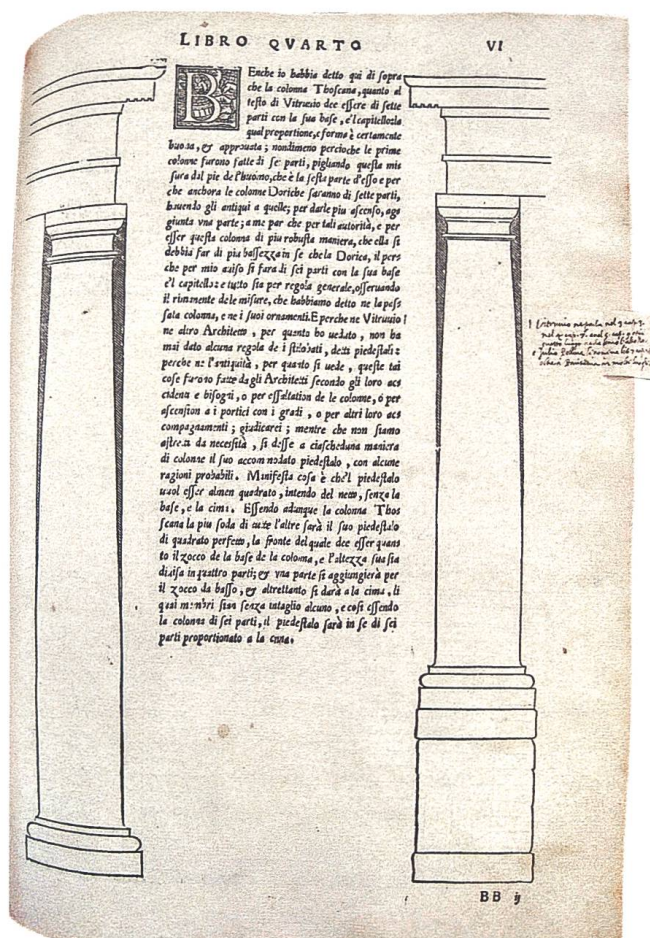 LIBRO QVARTO VI
BEnche io habbia detto qui di sopra
che la colonna Thoscana, quanto al
testo di Vitruuio dee essere di sette
parti con la sua base, e'l capitello: la
qual proportione, e forma è certamente
buona, & approuata; nondimeno percioche le prime
colonne furono fatte di sei parti, pigliando questa mis
sura dal pie de l'huomo, che è la sesta parte d'esso e per
che anchora le colonne Doriche saranno di sette parti,
hauendo gli antiqui a quelle; per darle piu ascenso, agg
giunta vna parte; a me par che per tali autorità, e per
esser questa colonna di piu robusta maniera, che ella si
debbia far di piu bassezza in se che la Dorica, il pers
che per mio auiso si fara di sei parti con la sua base
e'l capitello: e tutto sia per regola generale, osseruando
il rimanente de le misure, che habbiamo detto ne la pass
sata colonna, e ne i suoi ornamenti. E perche ne Vitruuio
ne altro Architetto, per quanto ho uedato, non ha
mai dato alcuna regola de i stilobati, detti piedestali:
perche ne l'antiquità, per quanto si uede, queste tai
cose furono fatte dagli Architetti secondo gli loro acs
cidenti e bisogni, o per essaltation de le colonne, o per
ascension a i portici con i gradi, o per altri loro acs
compagnamenti; giudicarei; mentre che non siamo
astretti da necessità, si desse a ciascheduna maniera
di colonne il suo accommodato piedestalo, con alcune
ragioni probabili. Manifesta cosa è che'l piedestalo
uuol esser almen quadrato, intendo del netto, senza la
base, e la cima. Essendo adunque la colonna Thos
scana la piu soda di tutte l'altre sarà il suo piedestalo
di quadrato perfetto, la fronte del quale dee esser quans
to il zocco de la base de la colonna, e l'altezza sua sia
diuisa in quattro parti; & vna parte si aggiungerà per
il zocco da basso, & altrettanto si darà a la cima, li
quai membri sian senza intaglio alcuno, e cosi essendo
la colonna di sei parti, il piedestalo sarà in se di sei
parti proportionato a la cima.
BB ij